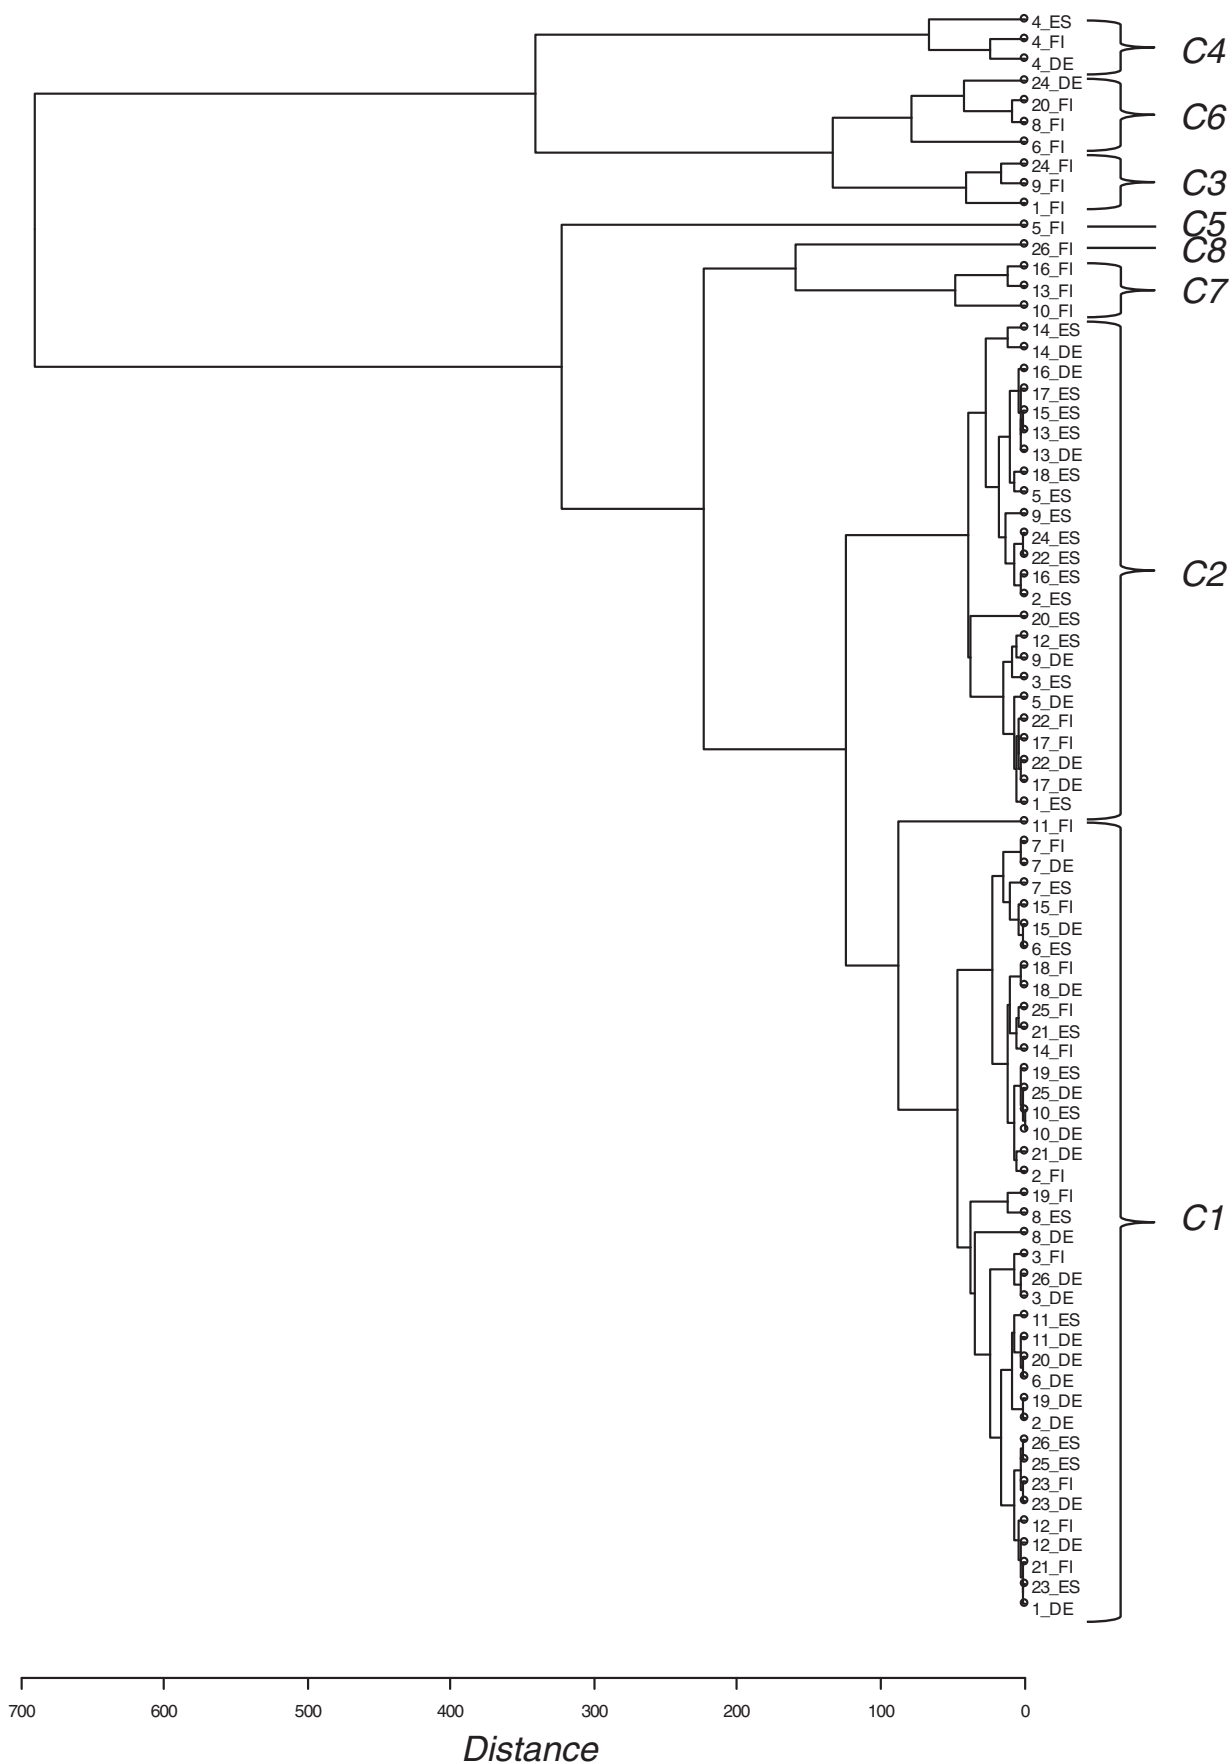 4_ES
4_FI
4_DE
C4
24_DE
20_FI
8_FI
6_FI
C6
24_FI
9_FI
1_FI
C3
5_FI
C5
26_FI
C8
16_FI
13_FI
10_FI
C7
14_ES
14_DE
16_DE
17_ES
15_ES
13_ES
13_DE
18_ES
5_ES
9_ES
24_ES
22_ES
16_ES
2_ES
20_ES
12_ES
9_DE
3_ES
5_DE
22_FI
17_FI
22_DE
17_DE
1_ES
C2
11_FI
7_FI
7_DE
7_ES
15_FI
15_DE
6_ES
18_FI
18_DE
25_FI
21_ES
14_FI
19_ES
25_DE
10_ES
10_DE
21_DE
2_FI
19_FI
8_ES
8_DE
3_FI
26_DE
3_DE
11_ES
11_DE
20_DE
6_DE
19_DE
2_DE
26_ES
25_ES
23_FI
23_DE
12_FI
12_DE
21_FI
23_ES
1_DE
C1
700 600 500 400 300 200 100 0
Distance